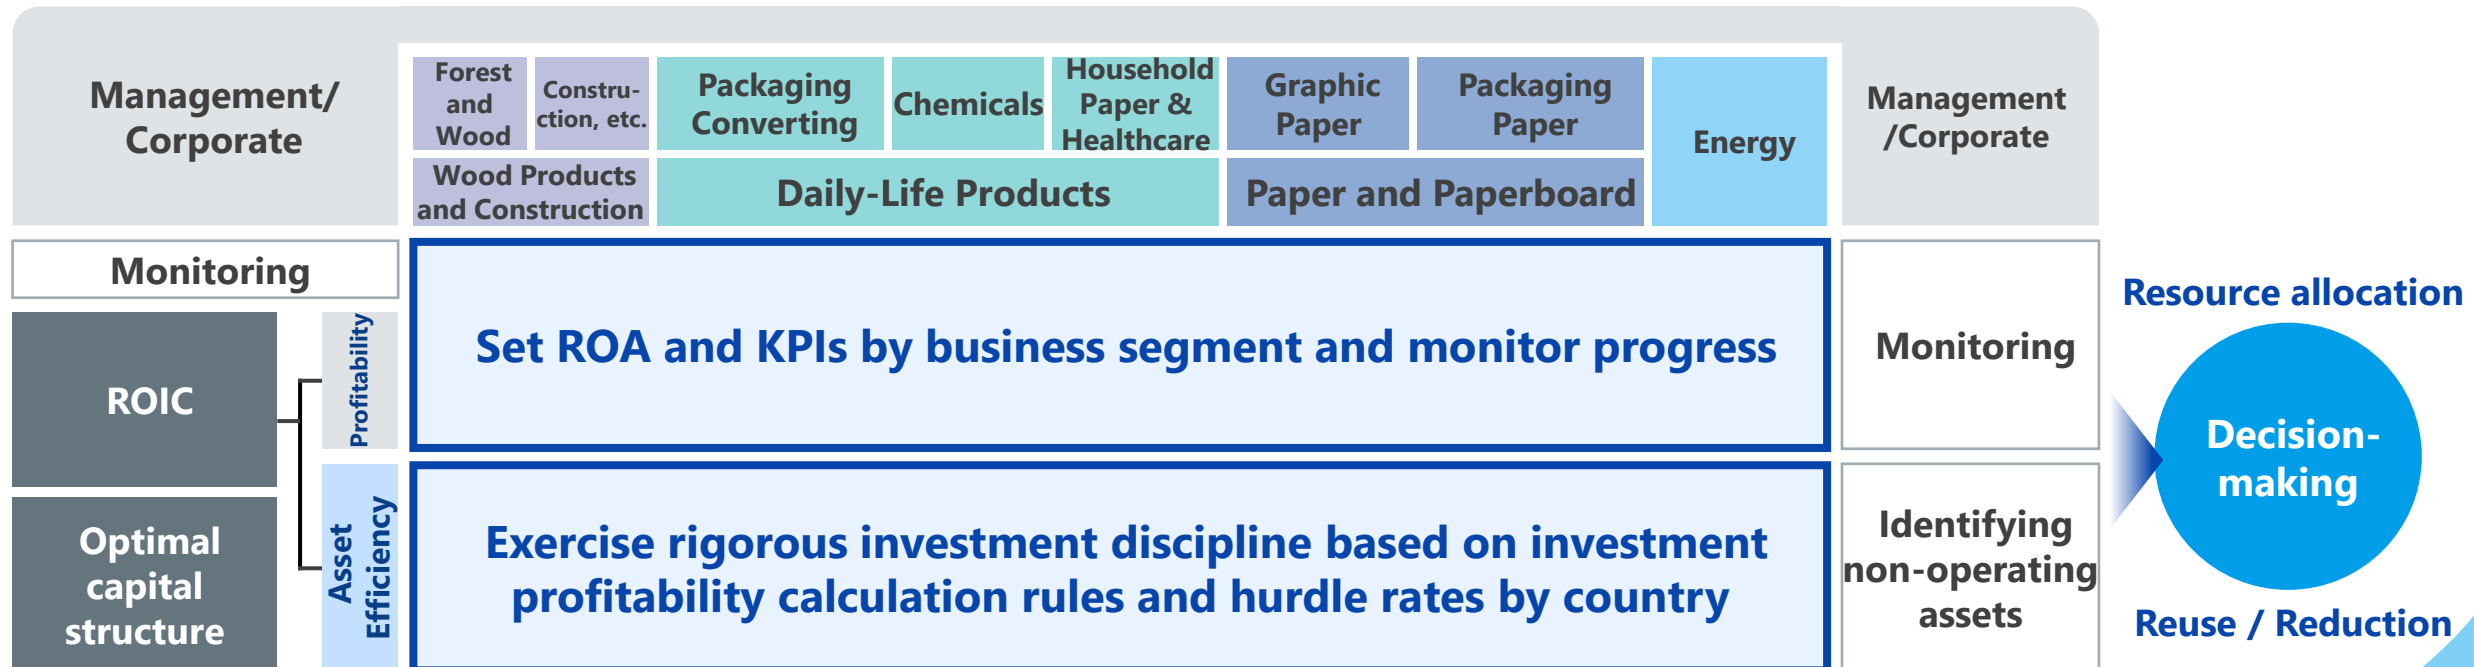 Management/
Corporate
Forest
and
Wood
Constru-
ction, etc.
Packaging
Converting
Chemicals
Household
Paper &
Healthcare
Graphic
Paper
Packaging
Paper
Energy
Management
/Corporate
Wood Products
and Construction
Daily-Life Products
Paper and Paperboard
Monitoring
ROIC
Optimal
capital
structure
Profitability
Asset
Efficiency
Set ROA and KPIs by business segment and monitor progress
Exercise rigorous investment discipline based on investment
profitability calculation rules and hurdle rates by country
Monitoring
Identifying
non-operating
assets
Resource allocation
Decision-
making
Reuse / Reduction